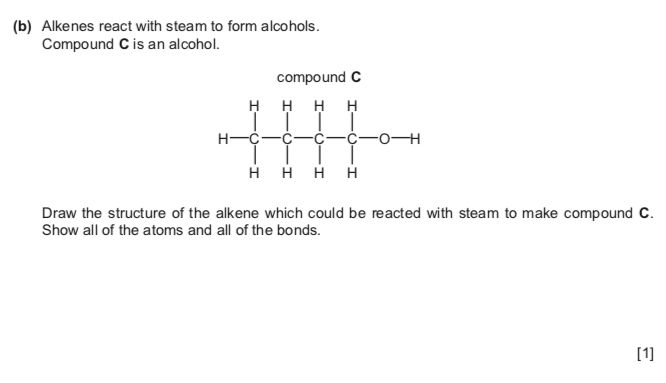 (b) Alkenes react with steam to form alcohols.
Compound C is an alcohol.
compound C
H H H H
H C C C C O H
H H H H
Draw the structure of the alkene which could be reacted with steam to make compound C.
Show all of the atoms and all of the bonds.
[1]